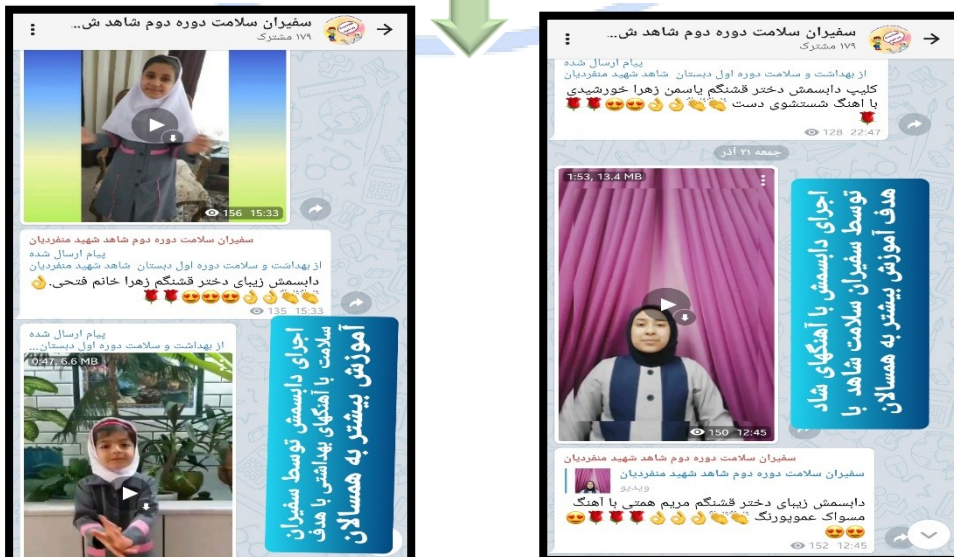 سفیران سلامت دوره دوم شاهد ش...
۱۷۹ مشترک
پیام ارسال شده
از بهداشت و سلامت دوره اول دبستان شاهد شهید منفردیان
کلیپ دابسمش دختر قشنگم یاسمن زهرا خورشیدی
با اهنگ شستشوی دست
128 22:47
جمعه ۲۱ آذر
1:53, 13.4 MB
150 12:45
اجرای دابسمش با آهنگهای شاد
توسط سفیران سلامت شاهد با
هدف آموزش بیشتر به همسالان
سفیران سلامت دوره دوم شاهد شهید منفردیان
سفیران سلامت دوره دوم شاهد شهید منفردیان
ویدیو
دابسمش زیبای دختر قشنگم مریم همتی با آهنگ
مسواک عموپورنگ
152 12:45
سفیران سلامت دوره دوم شاهد ش...
۱۷۹ مشترک
156 15:33
سفیران سلامت دوره دوم شاهد شهید منفردیان
پیام ارسال شده
از بهداشت و سلامت دوره اول دبستان شاهد شهید منفردیان
دابسمش زیبای دختر قشنگم زهرا خانم فتحی.
135 15:33
پیام ارسال شده
از بهداشت و سلامت دوره اول دبستان...
0:47, 6.6 MB
اجرای دابسمش توسط سفیران
سلامت با آهنگهای بهداشتی با هدف
آموزش بیشتر به همسالان